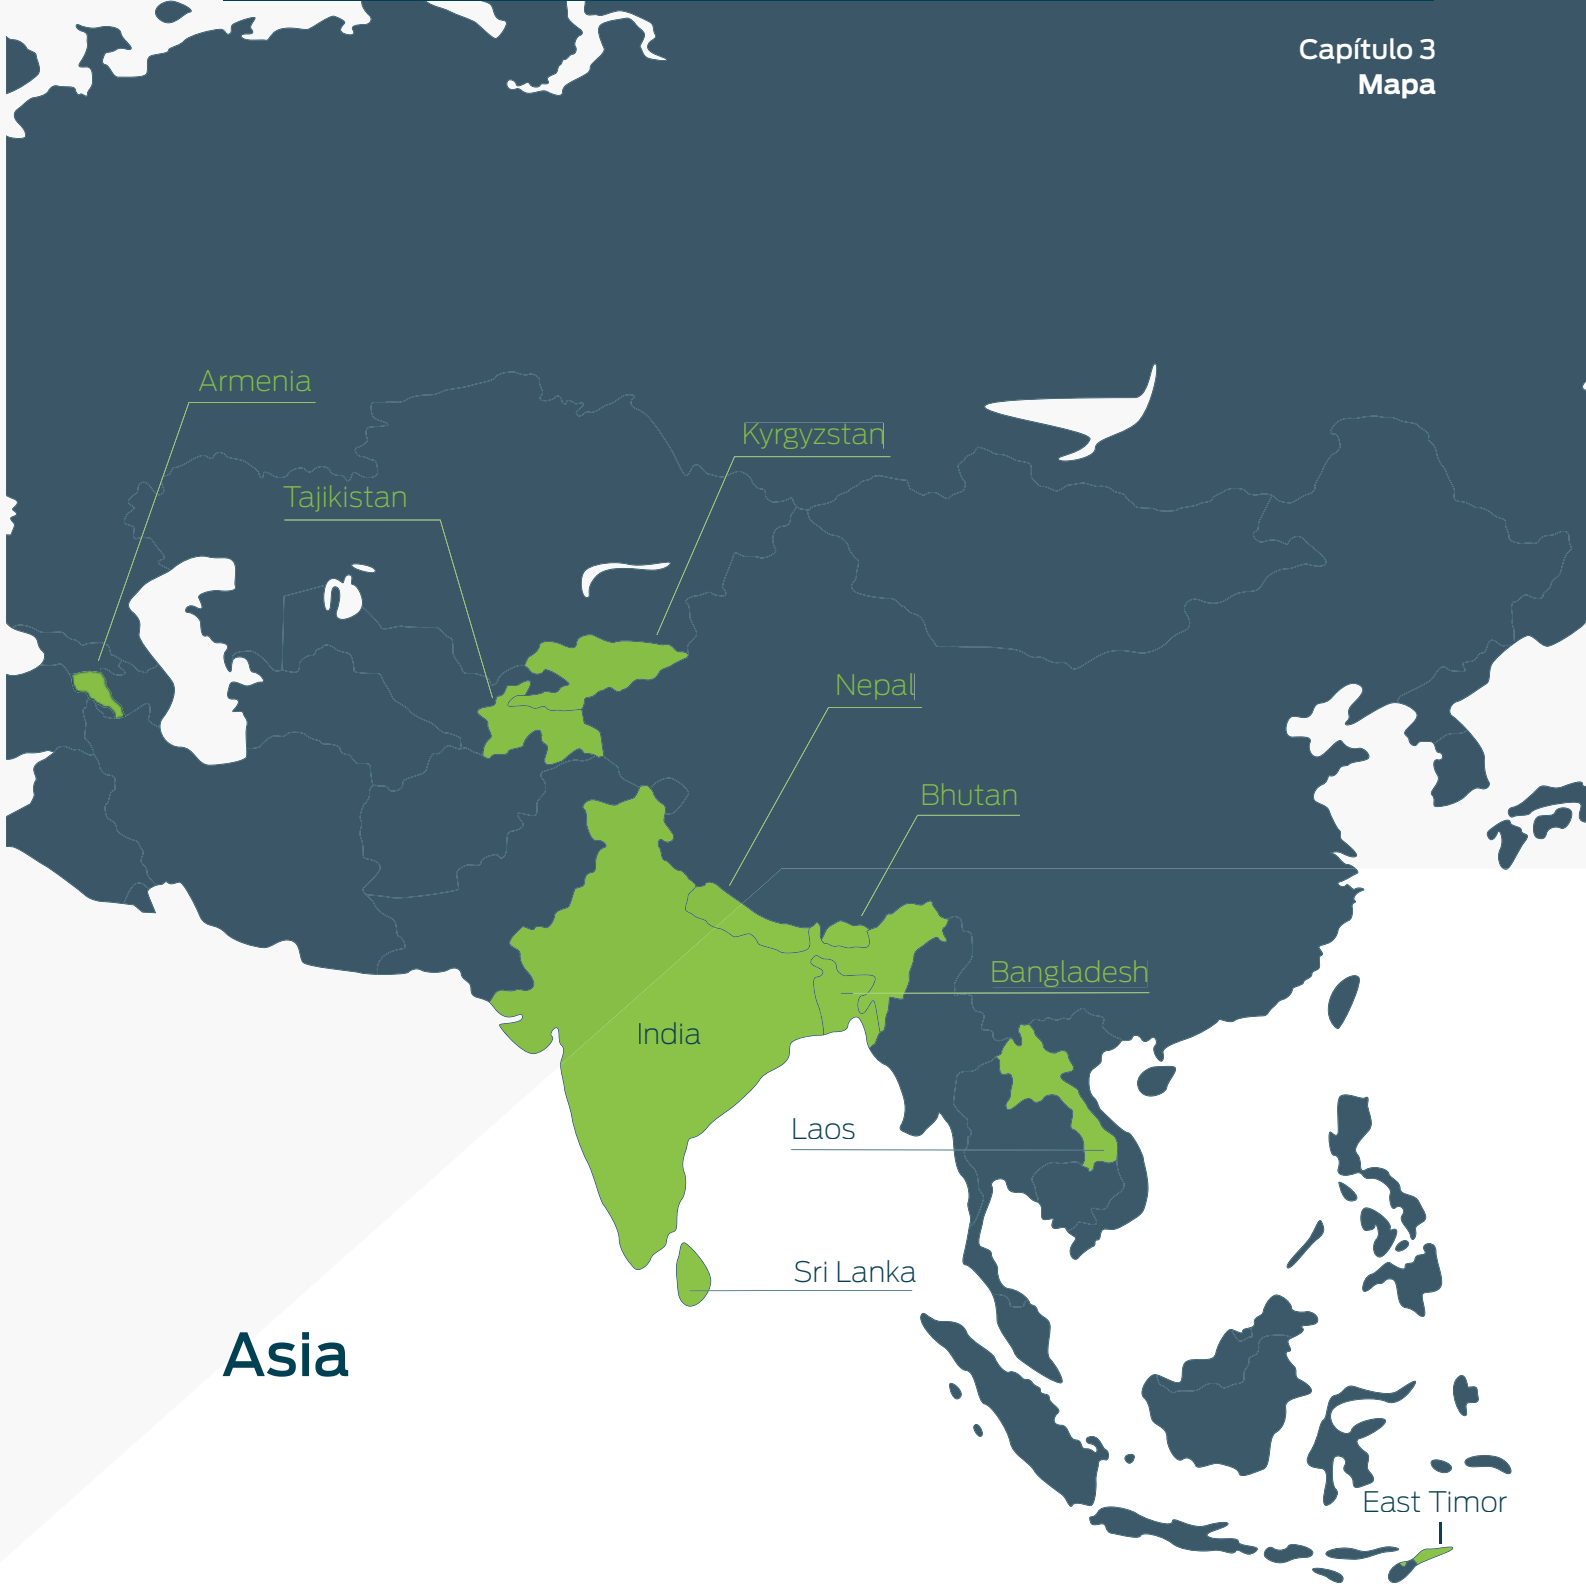 Capítulo 3
Mapa
Armenia
Kyrgyzstan
Tajikistan
Nepal
Bhutan
Bangladesh
India
Laos
Sri Lanka
Asia
East Timor